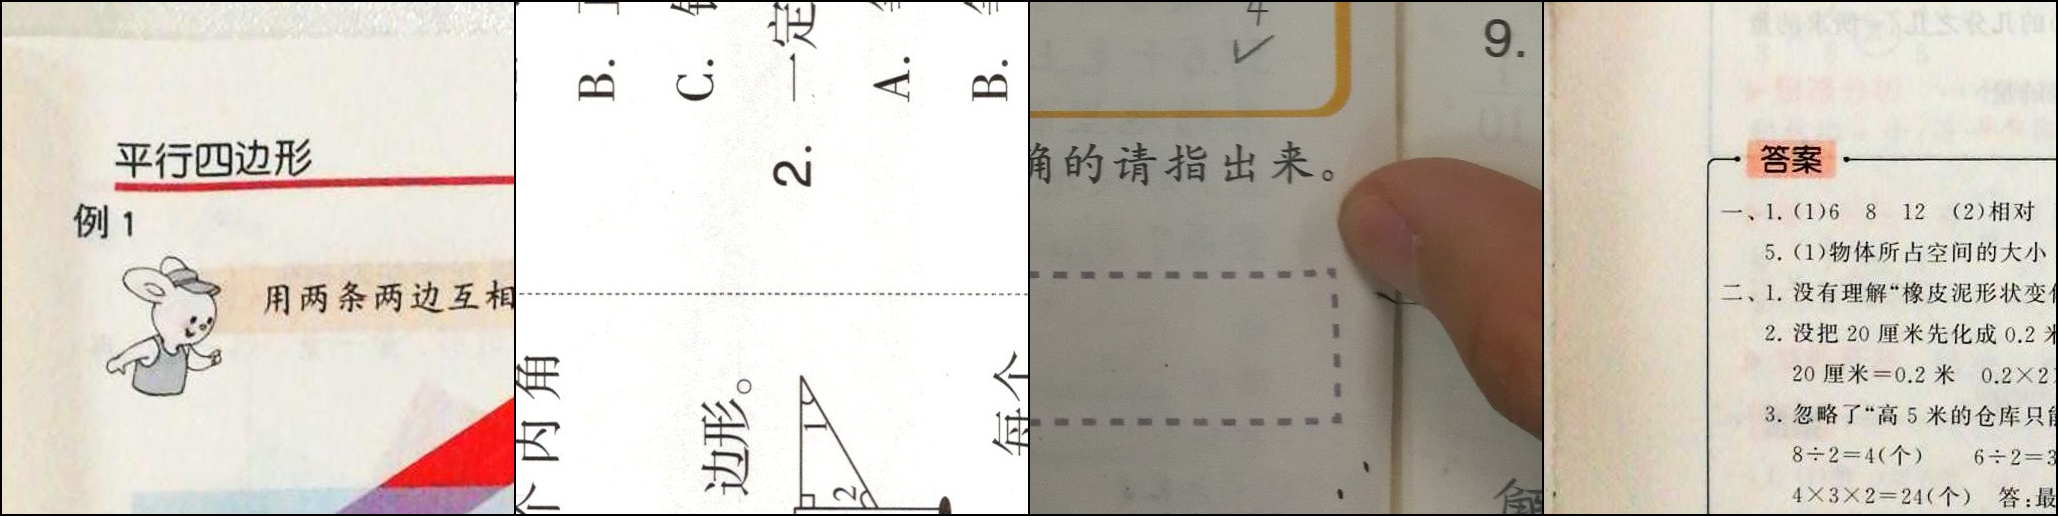 平行四边形
例1
用两条两边互相
B.
C.
2. 一定
A.
B.
个内角
边形。
每个
1
2
4
角的请指出来。
9.
解
答案
一、1. (1)6 8 12 (2)相对
5. (1)物体所占空间的大小
二、1. 没有理解“橡皮泥形状变
2. 没把 20 厘米先化成 0.2 米
20 厘米=0.2 米 0.2×2
3. 忽略了“高 5 米的仓库只能
8÷2=4(个) 6÷2=3
4×3×2=24(个) 答:最